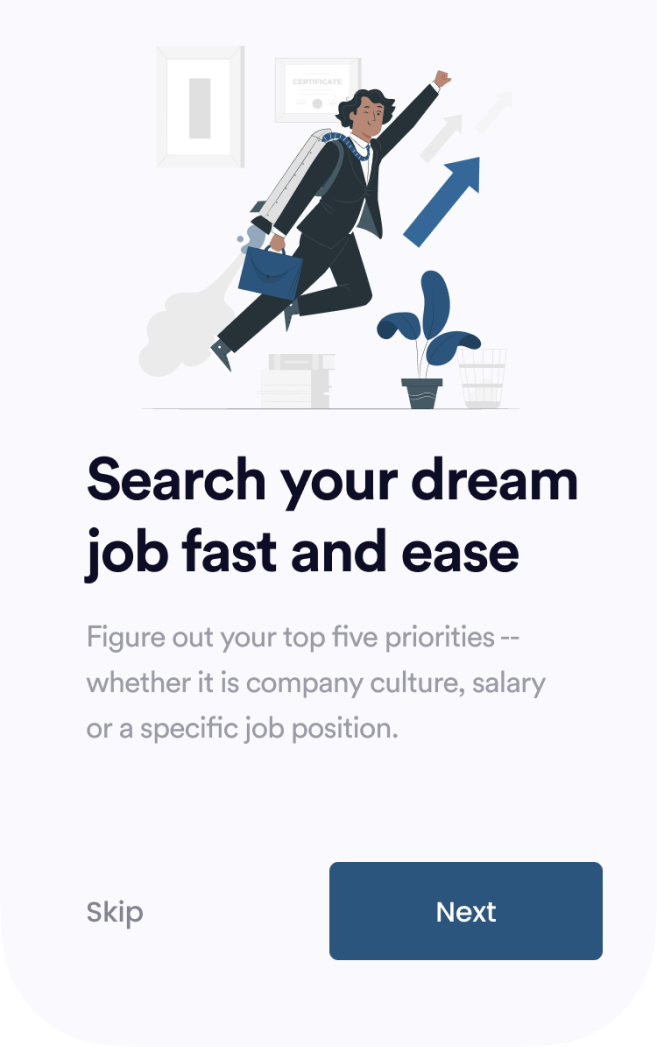 CERTIFICATE
Search your dream
job fast and ease
Figure out your top five priorities --
whether it is company culture, salary
or a specific job position.
Skip
Next